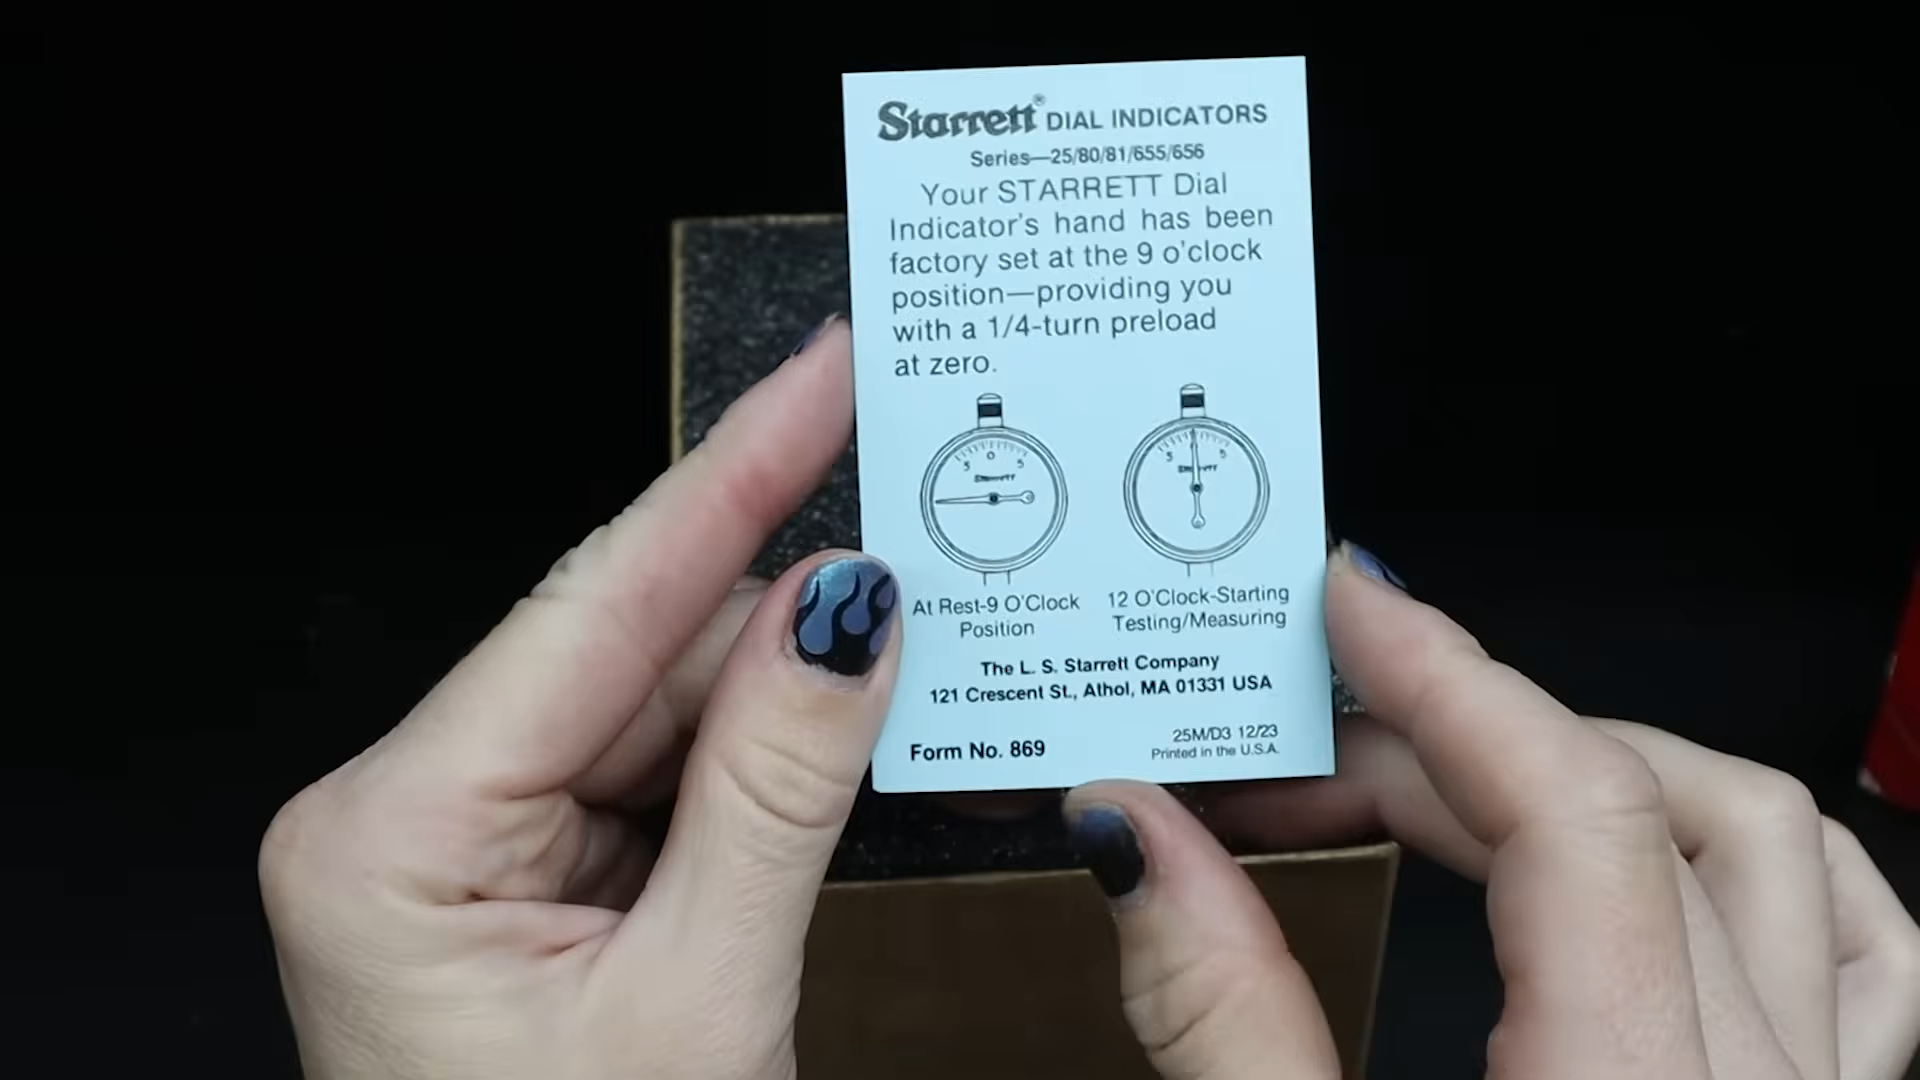 Starrett® DIAL INDICATORS
Series—25/80/81/655/656
Your STARRETT Dial
Indicator's hand has been
factory set at the 9 o'clock
position—providing you
with a 1/4-turn preload
at zero.
5 0 5
Starrett
5 5
Starrett
At Rest-9 O'Clock
Position
12 O'Clock-Starting
Testing/Measuring
The L. S. Starrett Company
121 Crescent St., Athol, MA 01331 USA
Form No. 869
25M/D3 12/23
Printed in the U.S.A.